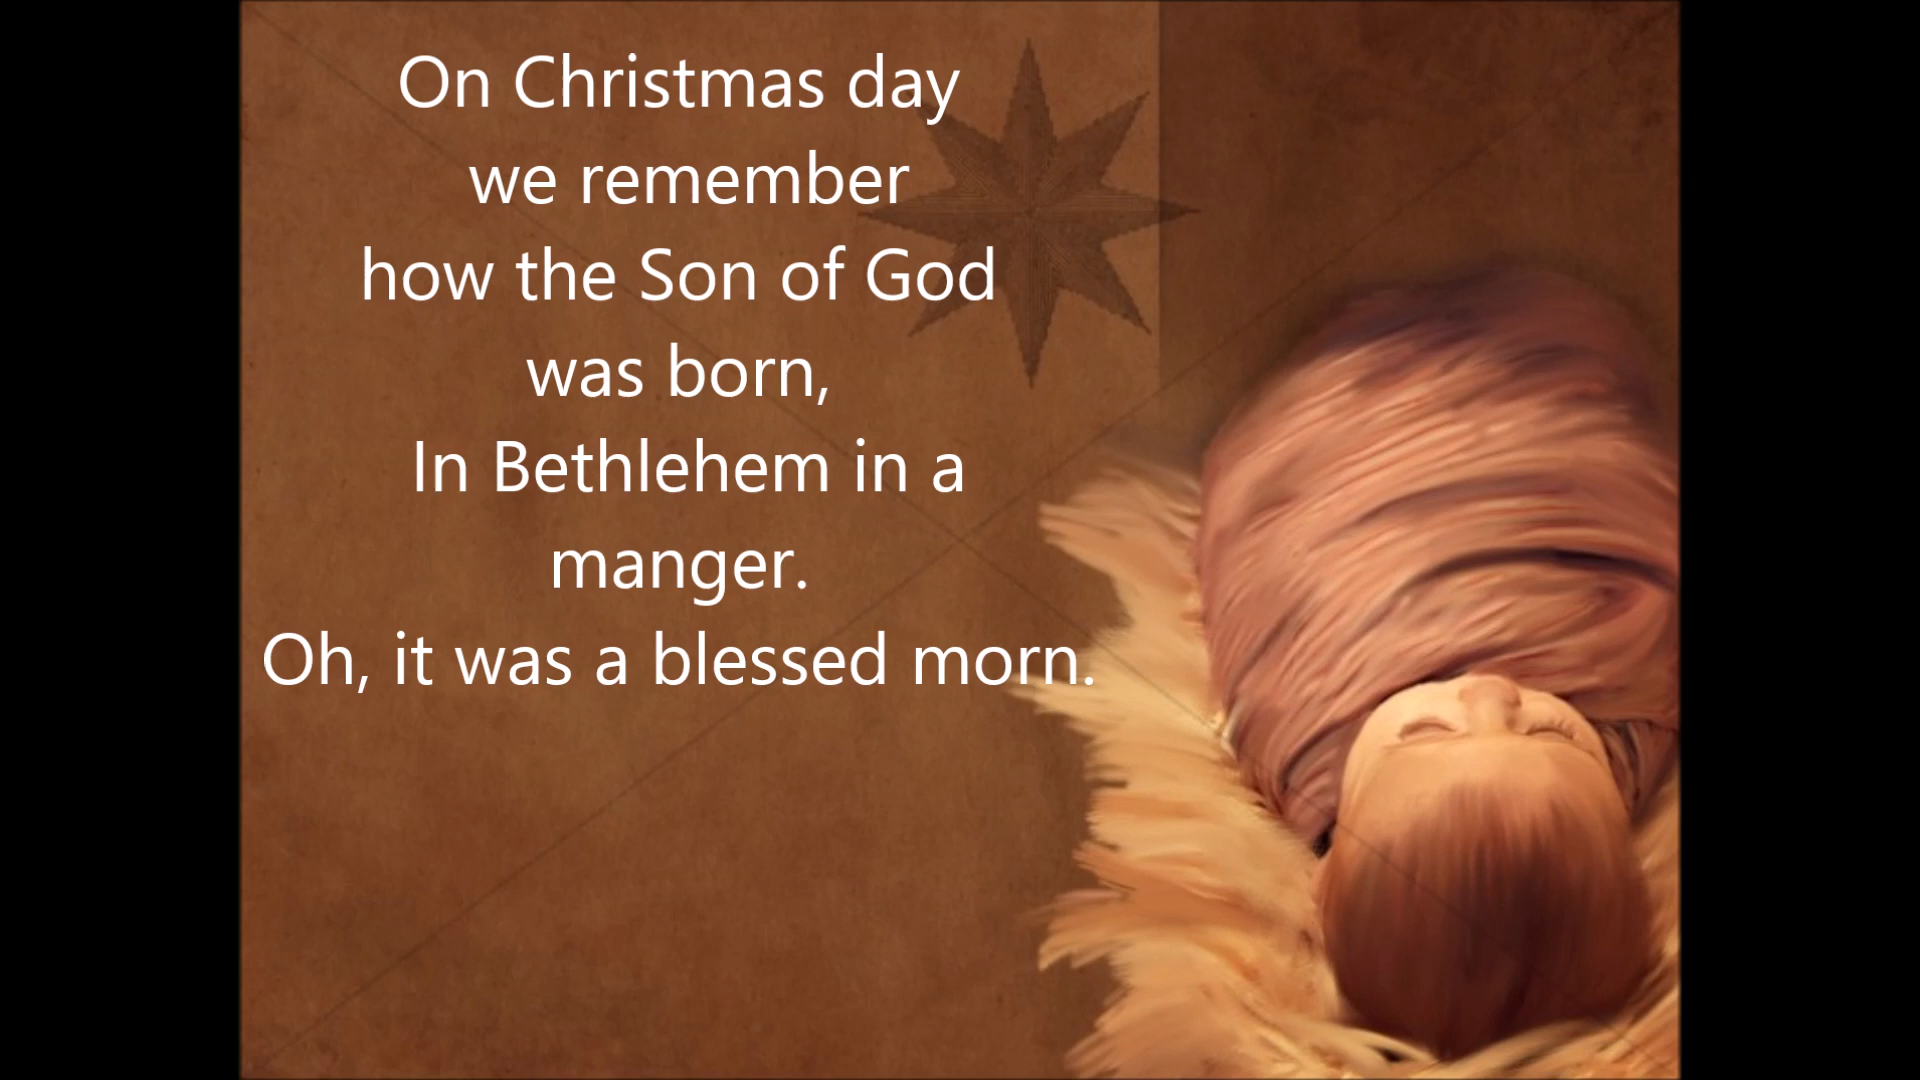 On Christmas day
we remember
how the Son of God
was born,
In Bethlehem in a
manger.
Oh, it was a blessed morn.